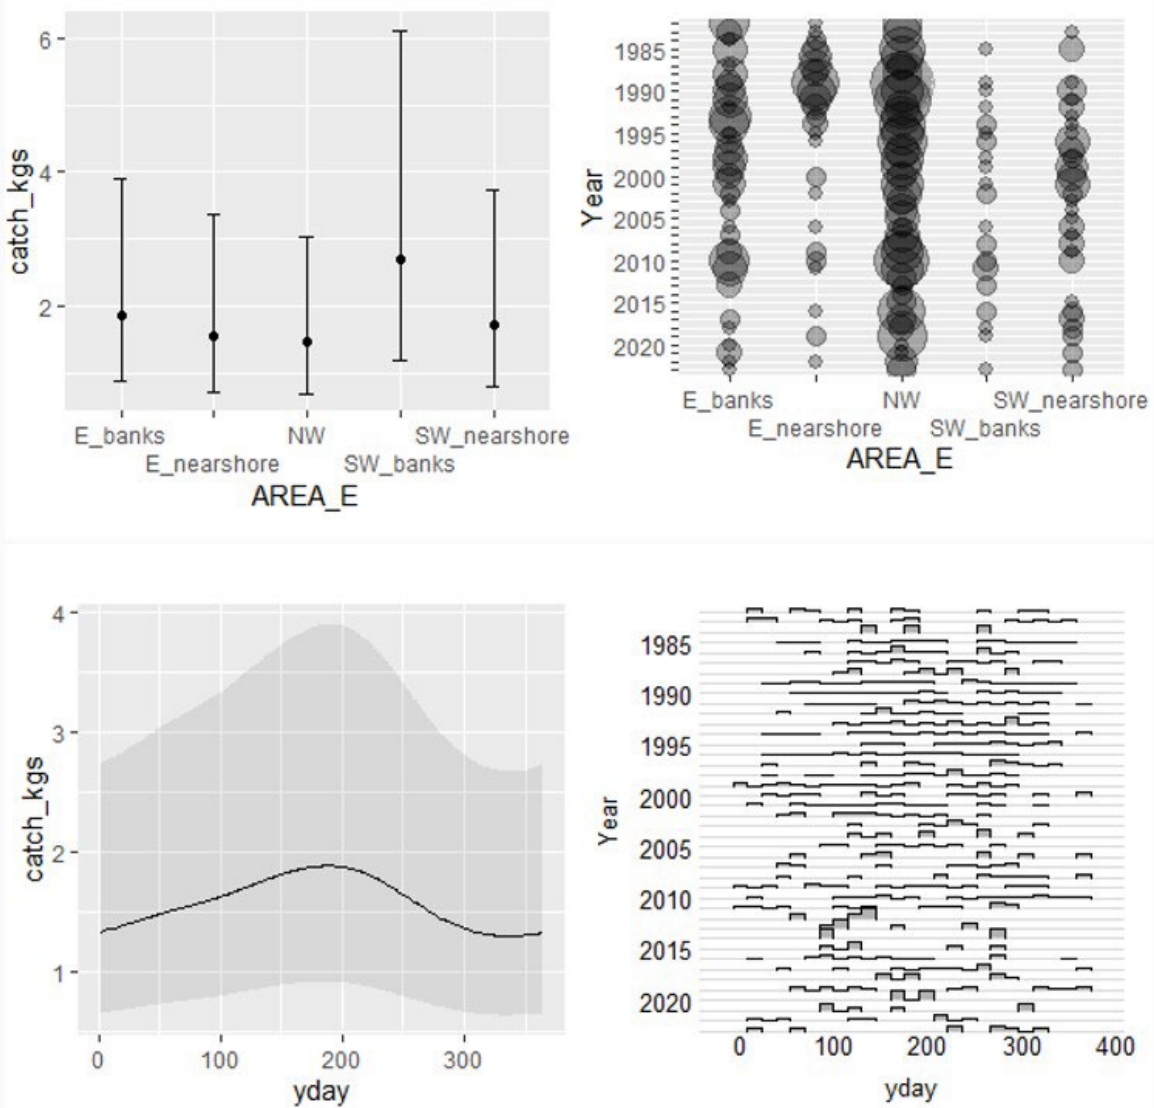 6
4
2
catch_kgs
E_banks
NW
SW_nearshore
E_nearshore
SW_banks
AREA_E
1985
1990
1995
2000
2005
2010
2015
2020
Year
E_banks
NW
SW_nearshore
E_nearshore
SW_banks
AREA_E
4
3
2
1
catch_kgs
0
100
200
300
yday
1985
1990
1995
2000
2005
2010
2015
2020
Year
0
100
200
300
400
yday